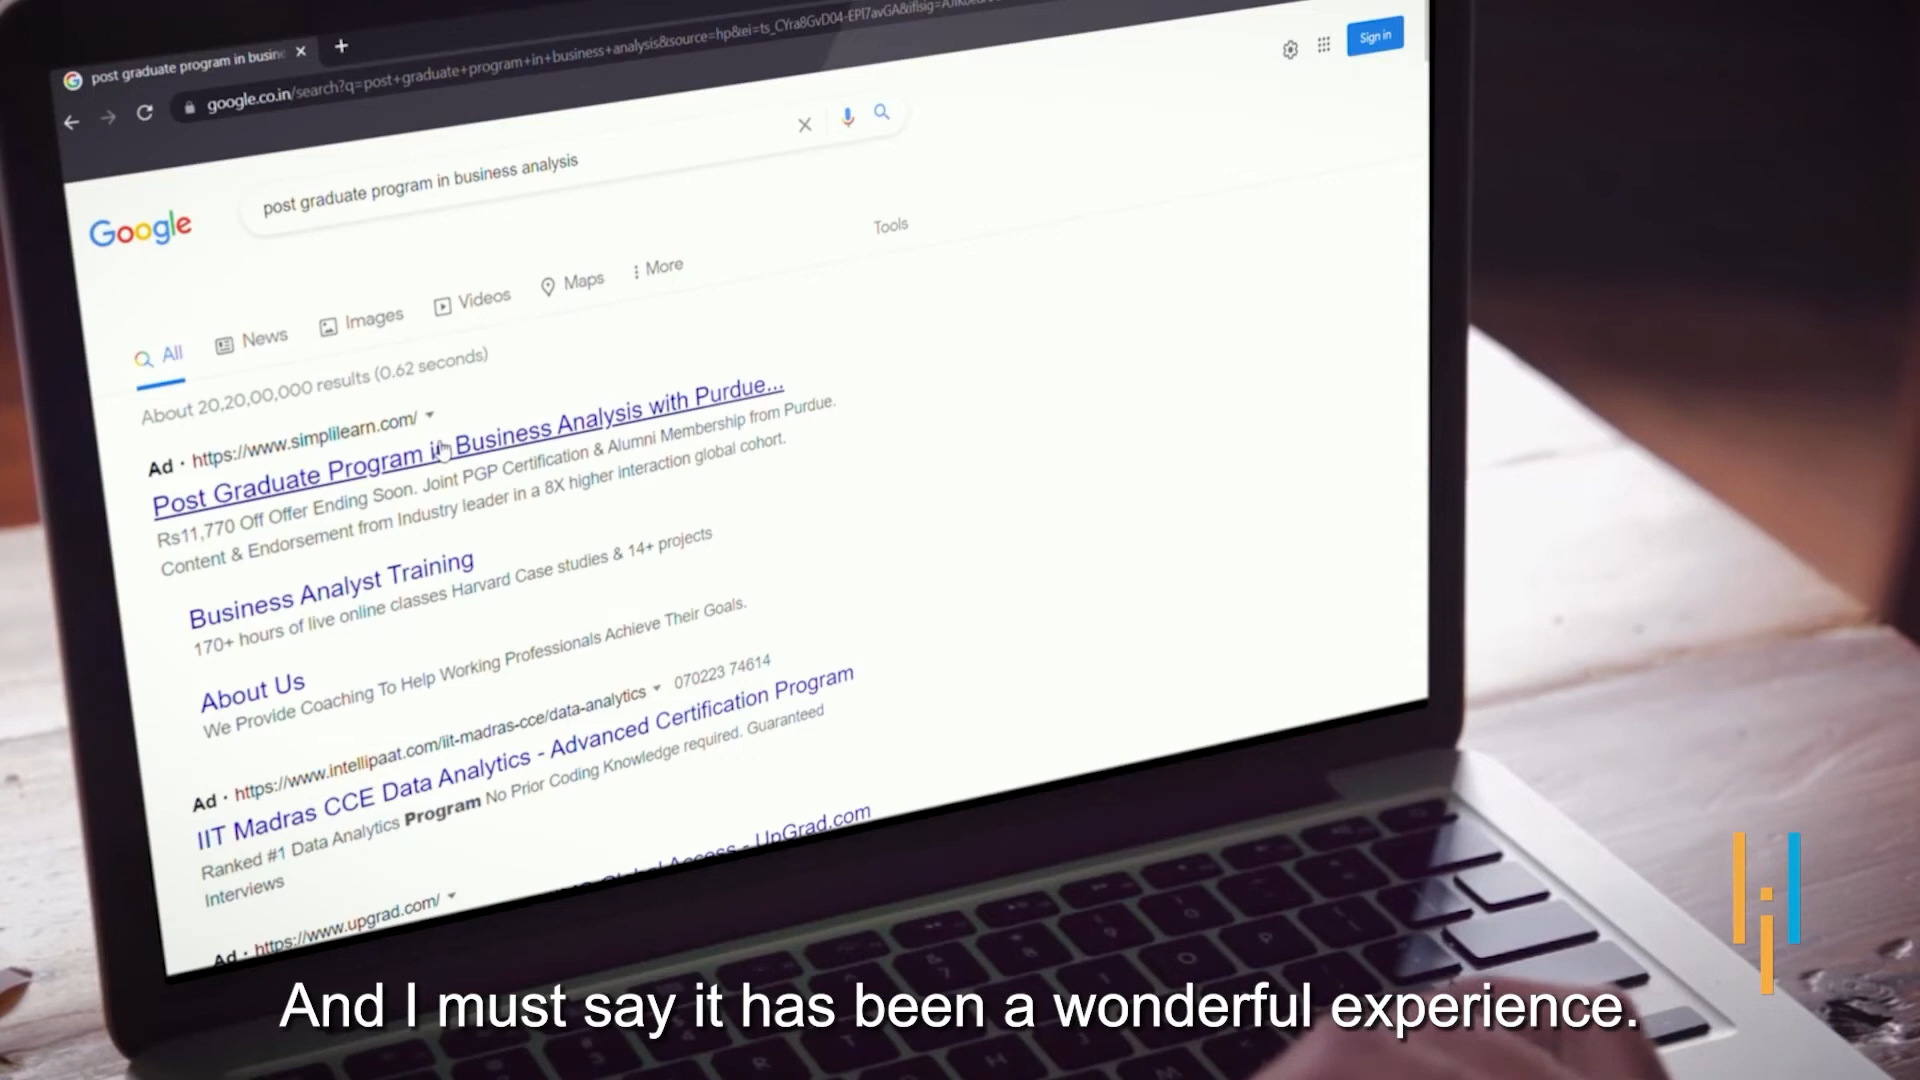 post graduate program in busine
google.co.in/search?q=post+graduate+program+in+business+analysis&source=hp&ei=ts_CYra8GvD04-EPl7avGA&iflsig=
Sign in
post graduate program in business analysis
Google
Tools
All
News
Images
Videos
Maps
More
About 20,20,00,000 results (0.62 seconds)
Ad · https://www.simplilearn.com/
Post Graduate Program in Business Analysis with Purdue...
Rs11,770 Off Offer Ending Soon. Joint PGP Certification & Alumni Membership from Purdue.
Content & Endorsement from Industry leader in a 8X higher interaction global cohort.
Business Analyst Training
170+ hours of live online classes Harvard Case studies & 14+ projects
About Us
We Provide Coaching To Help Working Professionals Achieve Their Goals.
Ad · https://www.intellipaat.com/iit-madras-cce/data-analytics 070223 74614
IIT Madras CCE Data Analytics - Advanced Certification Program
Ranked #1 Data Analytics Program No Prior Coding Knowledge required. Guaranteed
Interviews
Ad · https://www.upgrad.com/
Access - UpGrad.com
And I must say it has been a wonderful experience.